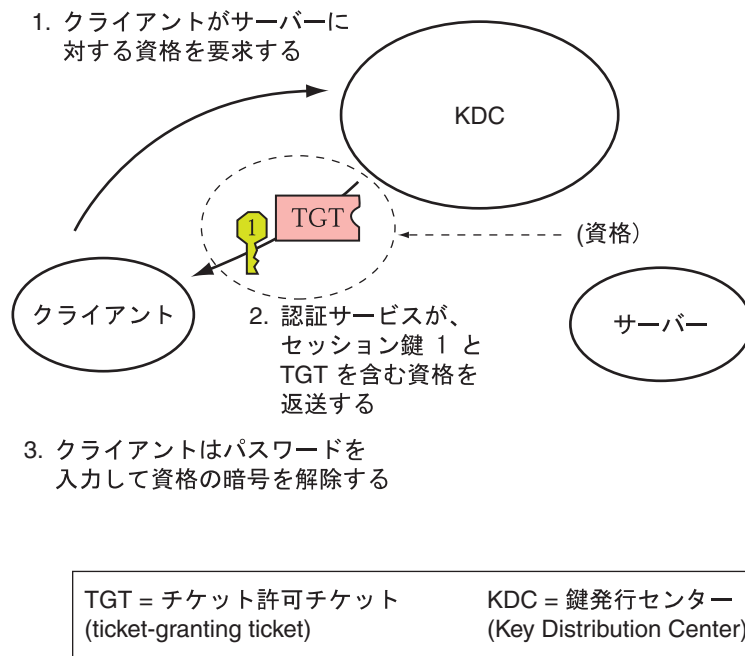 1. クライアントがサーバーに
対する資格を要求する
KDC
TGT
1
(資格)
クライアント
2. 認証サービスが、
セッション鍵 1 と
TGT を含む資格を
返送する
サーバー
3. クライアントはパスワードを
入力して資格の暗号を解除する
TGT = チケット許可チケット
(ticket-granting ticket)
KDC = 鍵発行センター
(Key Distribution Center)